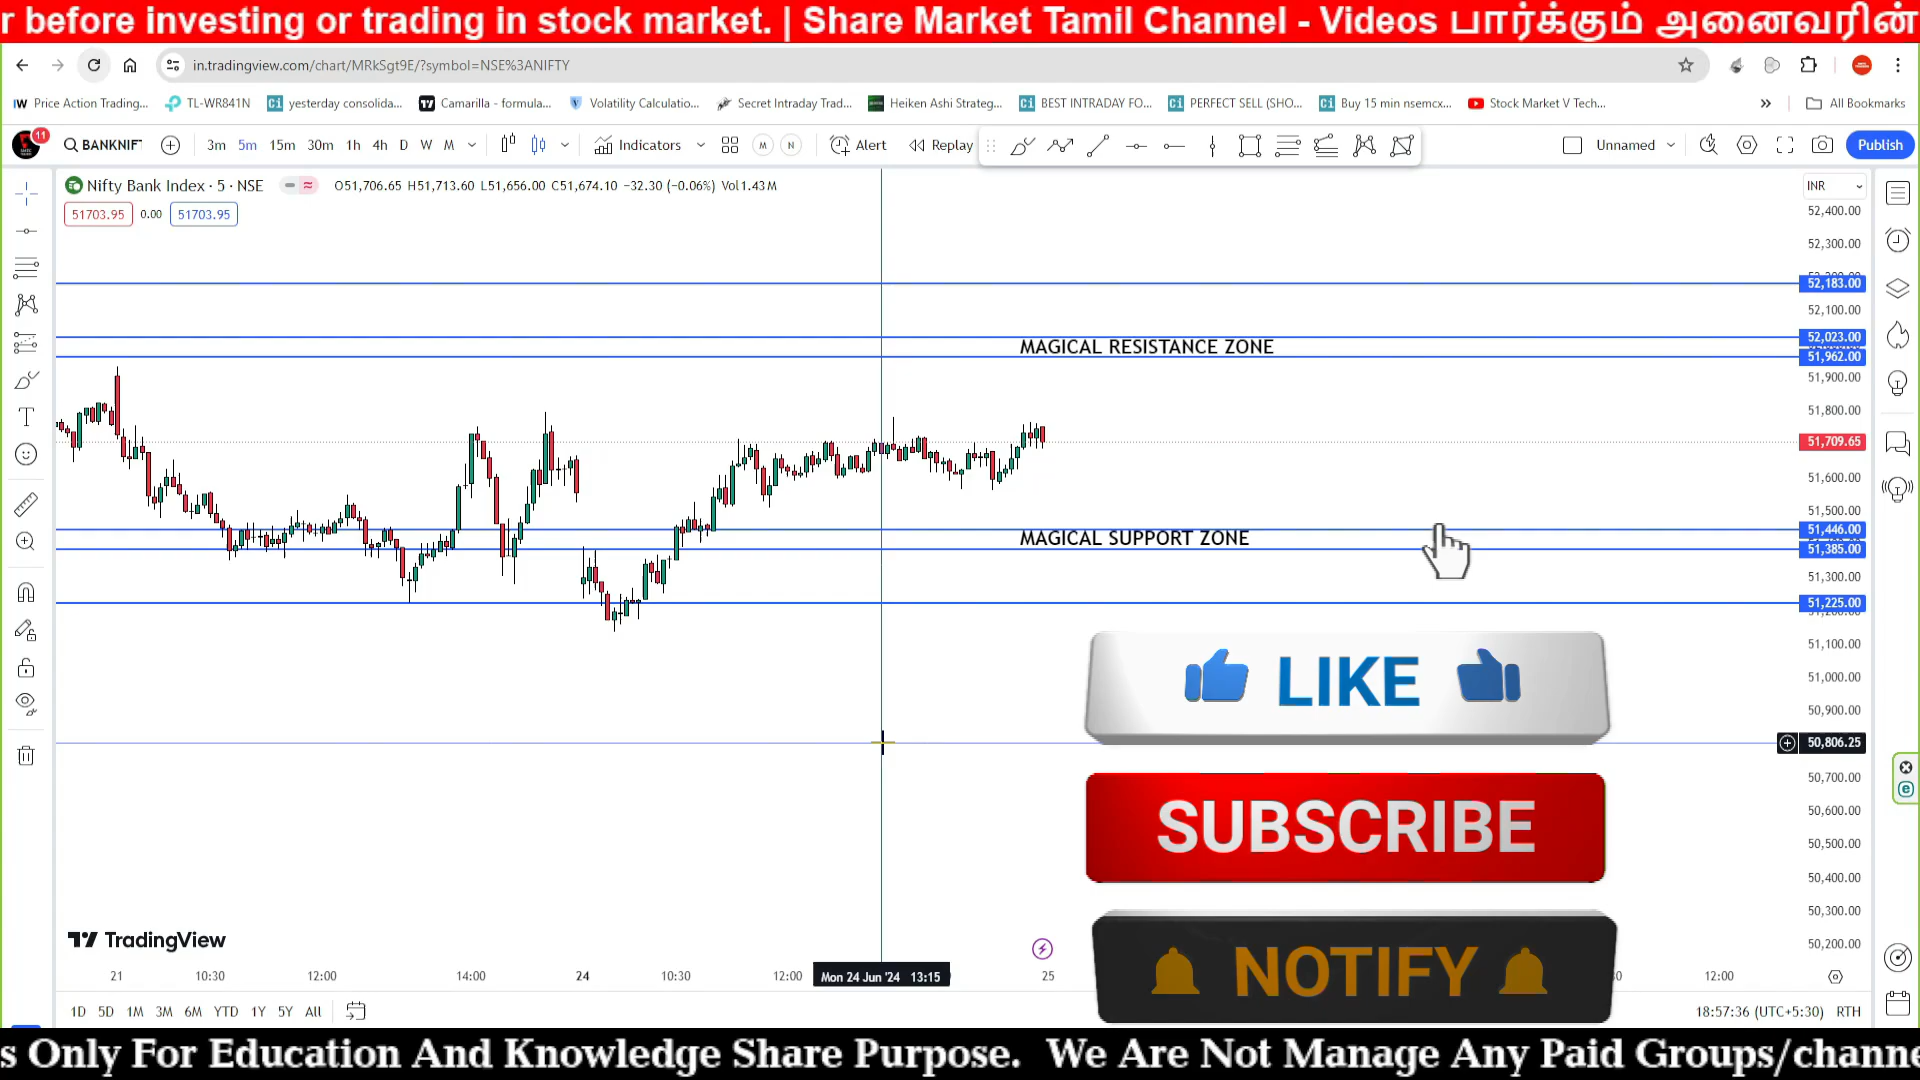 r before investing or trading in stock market. | Share Market Tamil Channel - Videos பார்க்கும் அனைவரின்
in.tradingview.com/chart/MRkSgt9E/?symbol=NSE%3ANIFTY
Price Action Trading... TL-WR841N yesterday consolida... Camarilla - formula... Volatility Calculatio... Secret Intraday Trad... Heiken Ashi Strateg... BEST INTRADAY FO... PERFECT SELL (SHO... Buy 15 min nsemcx... Stock Market V Tech... » All Bookmarks
11 BANKNIF 3m 5m 15m 30m 1h 4h D W M Indicators M N Alert Replay Unnamed Publish
Nifty Bank Index · 5 · NSE O51,706.65 H51,713.60 L51,656.00 C51,674.10 −32.30 (−0.06%) Vol1.43 M INR
51703.95 0.00 51703.95
52,400.00
52,300.00
52,183.00
52,100.00
52,023.00
MAGICAL RESISTANCE ZONE
51,962.00
51,900.00
51,800.00
51,709.65
51,600.00
51,500.00
51,446.00
MAGICAL SUPPORT ZONE
51,385.00
51,300.00
51,225.00
51,100.00
LIKE
51,000.00
50,900.00
50,806.25
50,700.00
50,600.00
SUBSCRIBE
50,500.00
50,400.00
50,300.00
TradingView
50,200.00
NOTIFY
21 10:30 12:00 14:00 24 10:30 12:00 Mon 24 Jun '24 13:15 25 12:00
1D 5D 1M 3M 6M YTD 1Y 5Y All 18:57:36 (UTC+5:30) RTH
s Only For Education And Knowledge Share Purpose. We Are Not Manage Any Paid Groups/channe